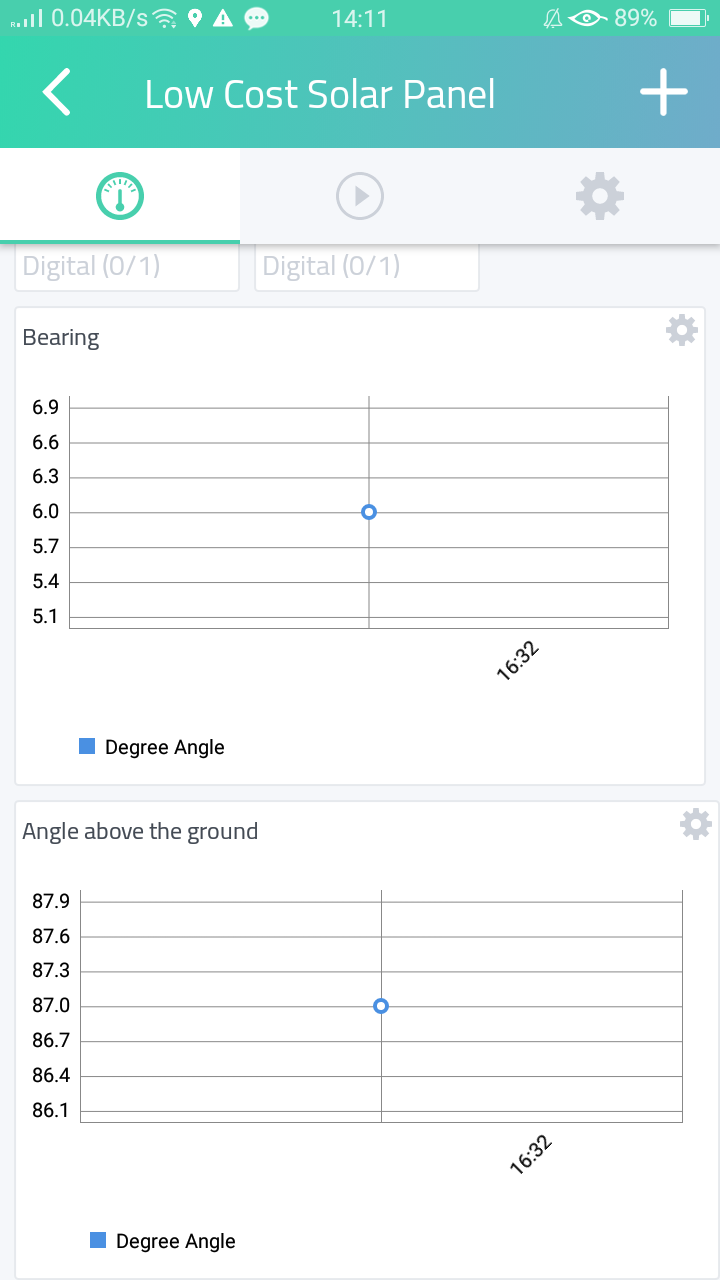 0.04KB/s 14:11 89%
Low Cost Solar Panel
Digital (0/1) Digital (0/1)
Bearing
6.9
6.6
6.3
6.0
5.7
5.4
5.1
16:32
Degree Angle
Angle above the ground
87.9
87.6
87.3
87.0
86.7
86.4
86.1
16:32
Degree Angle